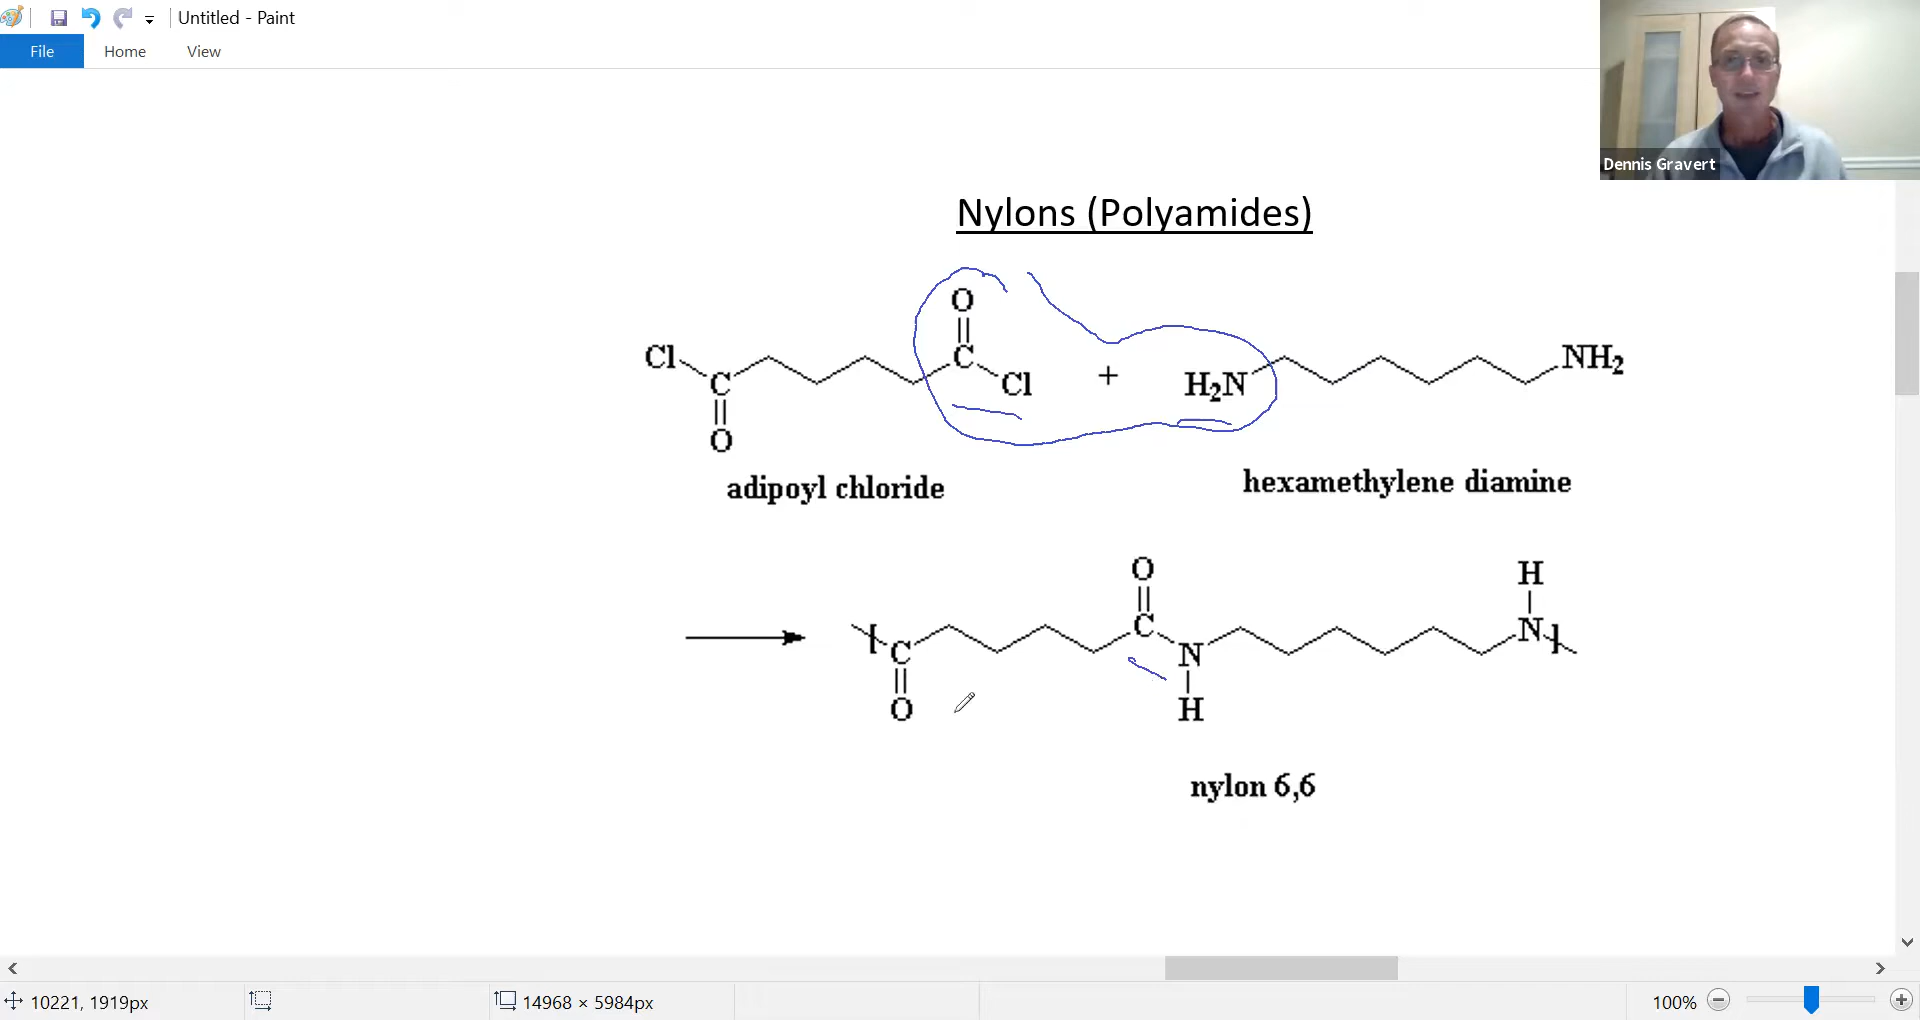 Untitled - Paint
File Home View
Dennis Gravert
Nylons (Polyamides)
O
Cl C C Cl + H₂N NH₂
O
adipoyl chloride hexamethylene diamine
O H
C C N N
O H
nylon 6,6
10221, 1919px 14968 × 5984px 100%